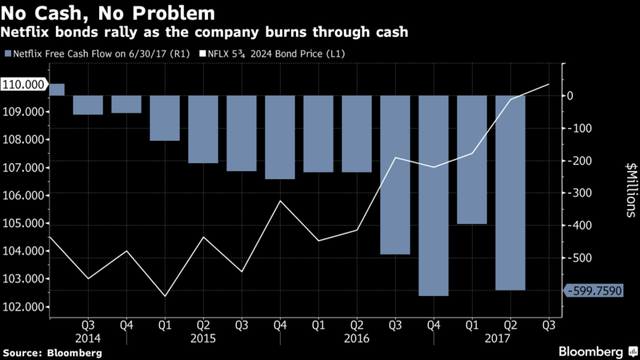 No Cash, No Problem
Netflix bonds rally as the company burns through cash
Netflix Free Cash Flow on 6/30/17 (R1) NFLX 5¾ 2024 Bond Price (L1)
110.000
109.000
108.000
107.000
106.000
105.000
104.000
103.000
102.000
0
-100
-200
-300
-400
-500
-599.7590
$Millions
Q3 Q4 Q1 Q2 Q3 Q4 Q1 Q2 Q3 Q4 Q1 Q2 Q3
2014 2015 2016 2017
Source: Bloomberg
Bloomberg